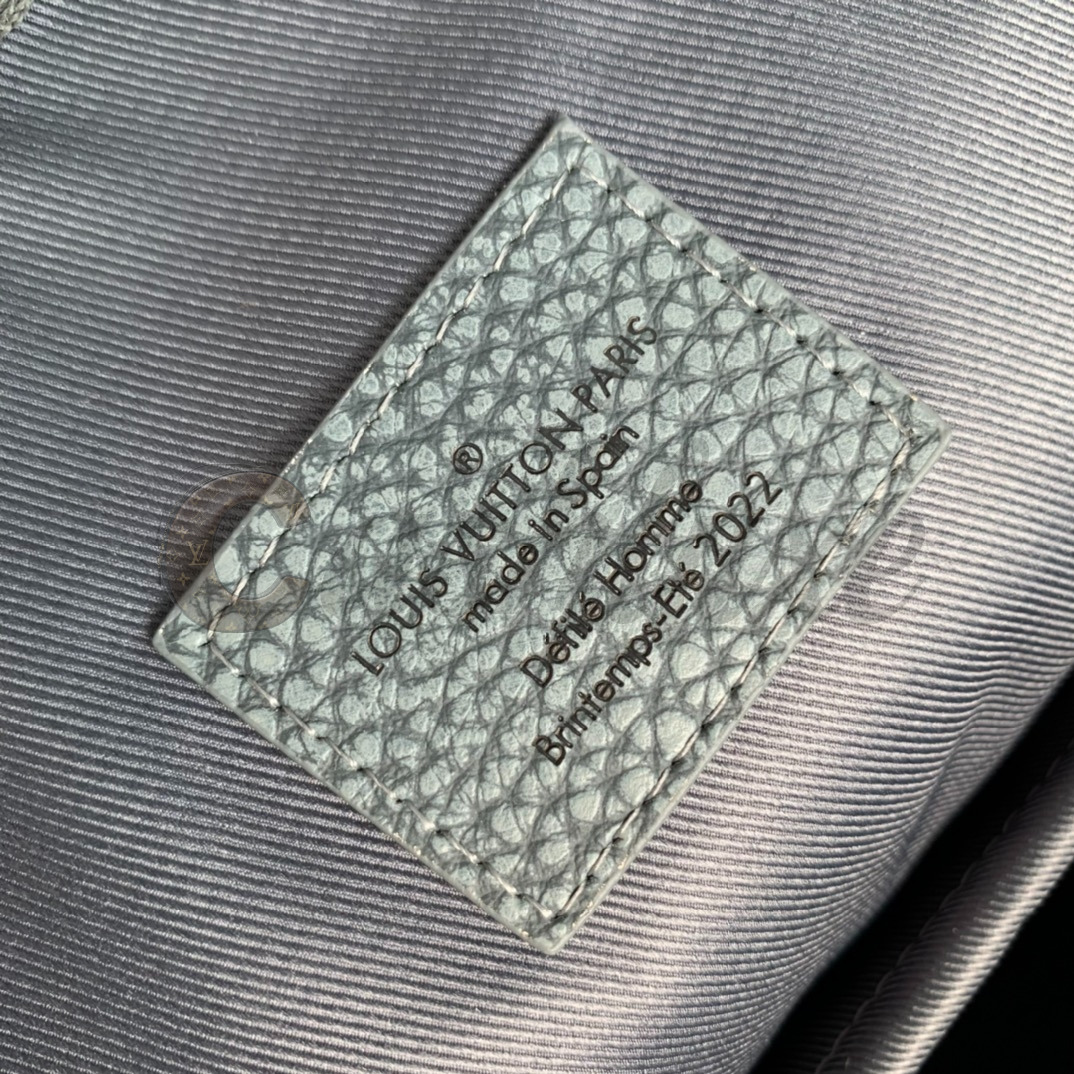 ®
LOUIS VUITTON PARIS
made in Spain
Défilé Homme
Brintemps-Eté 2022